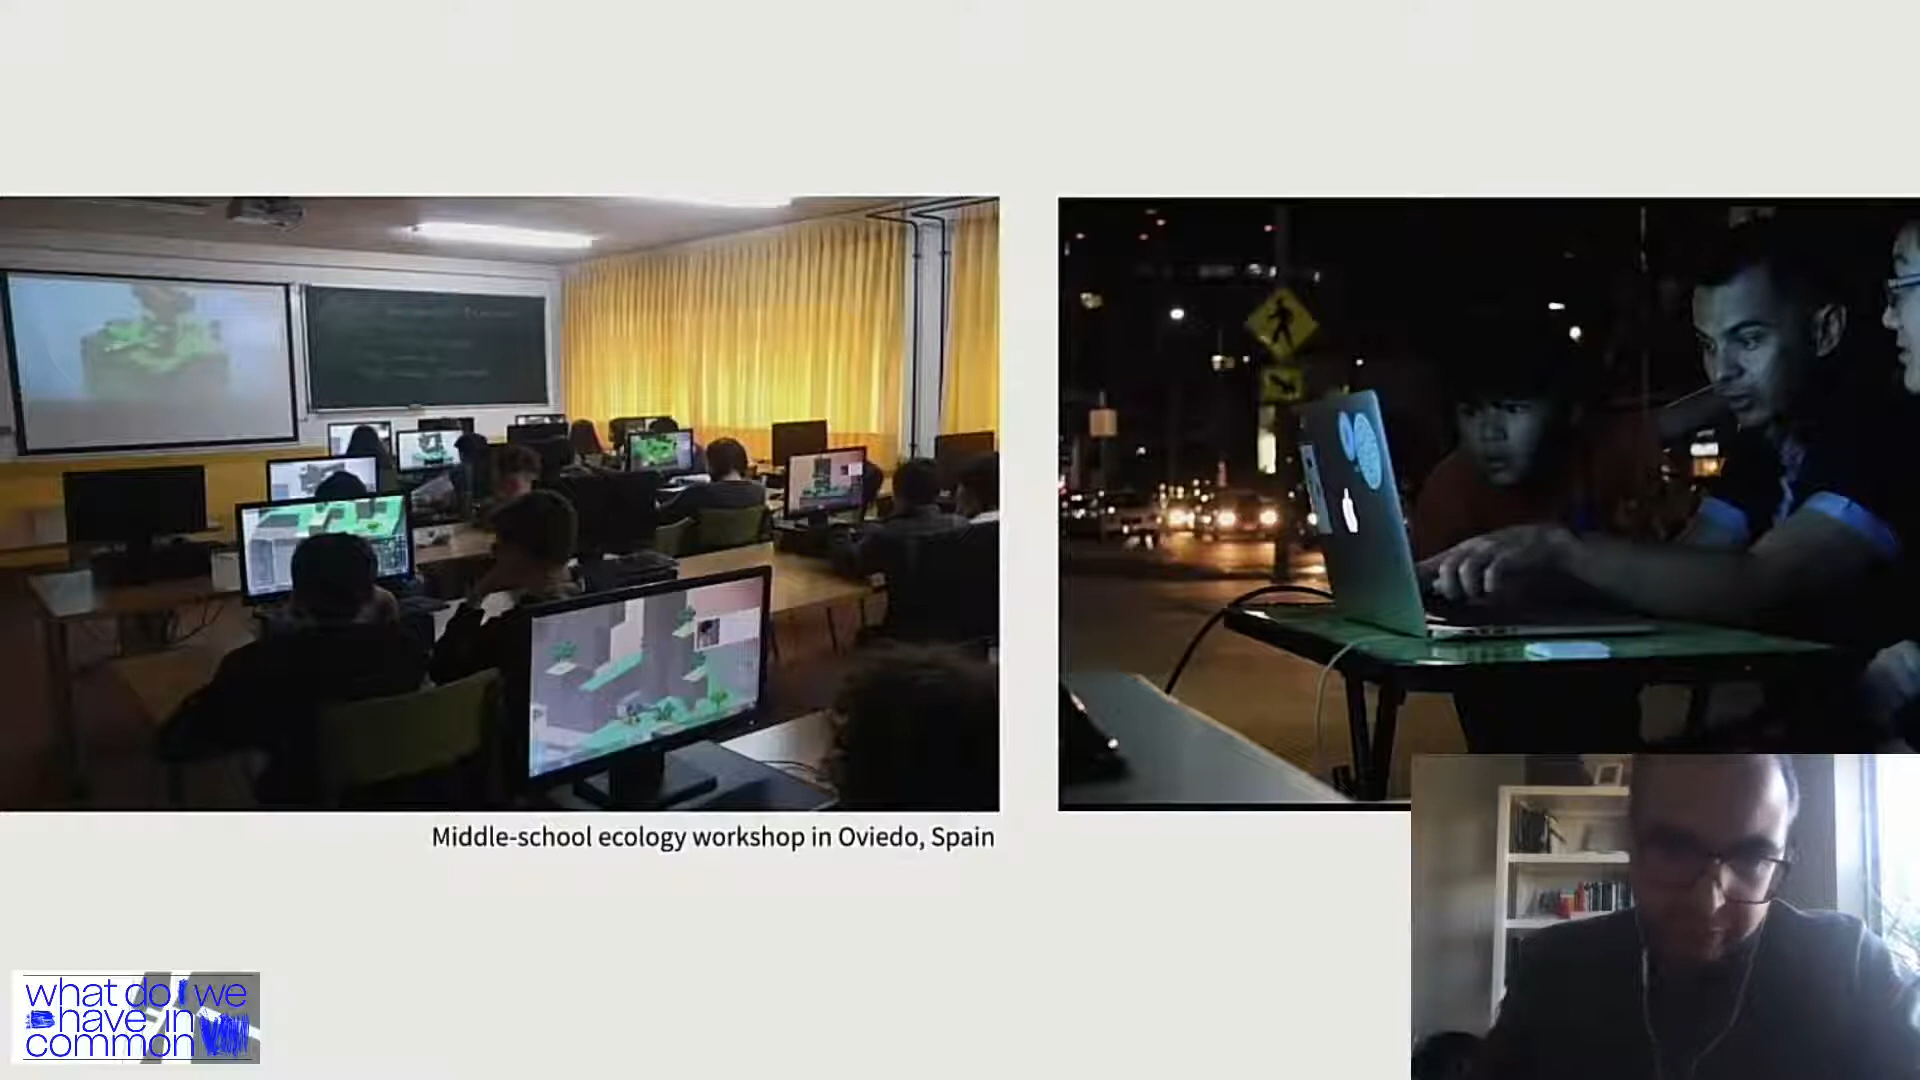 Middle-school ecology workshop in Oviedo, Spain
what do we
have in
common